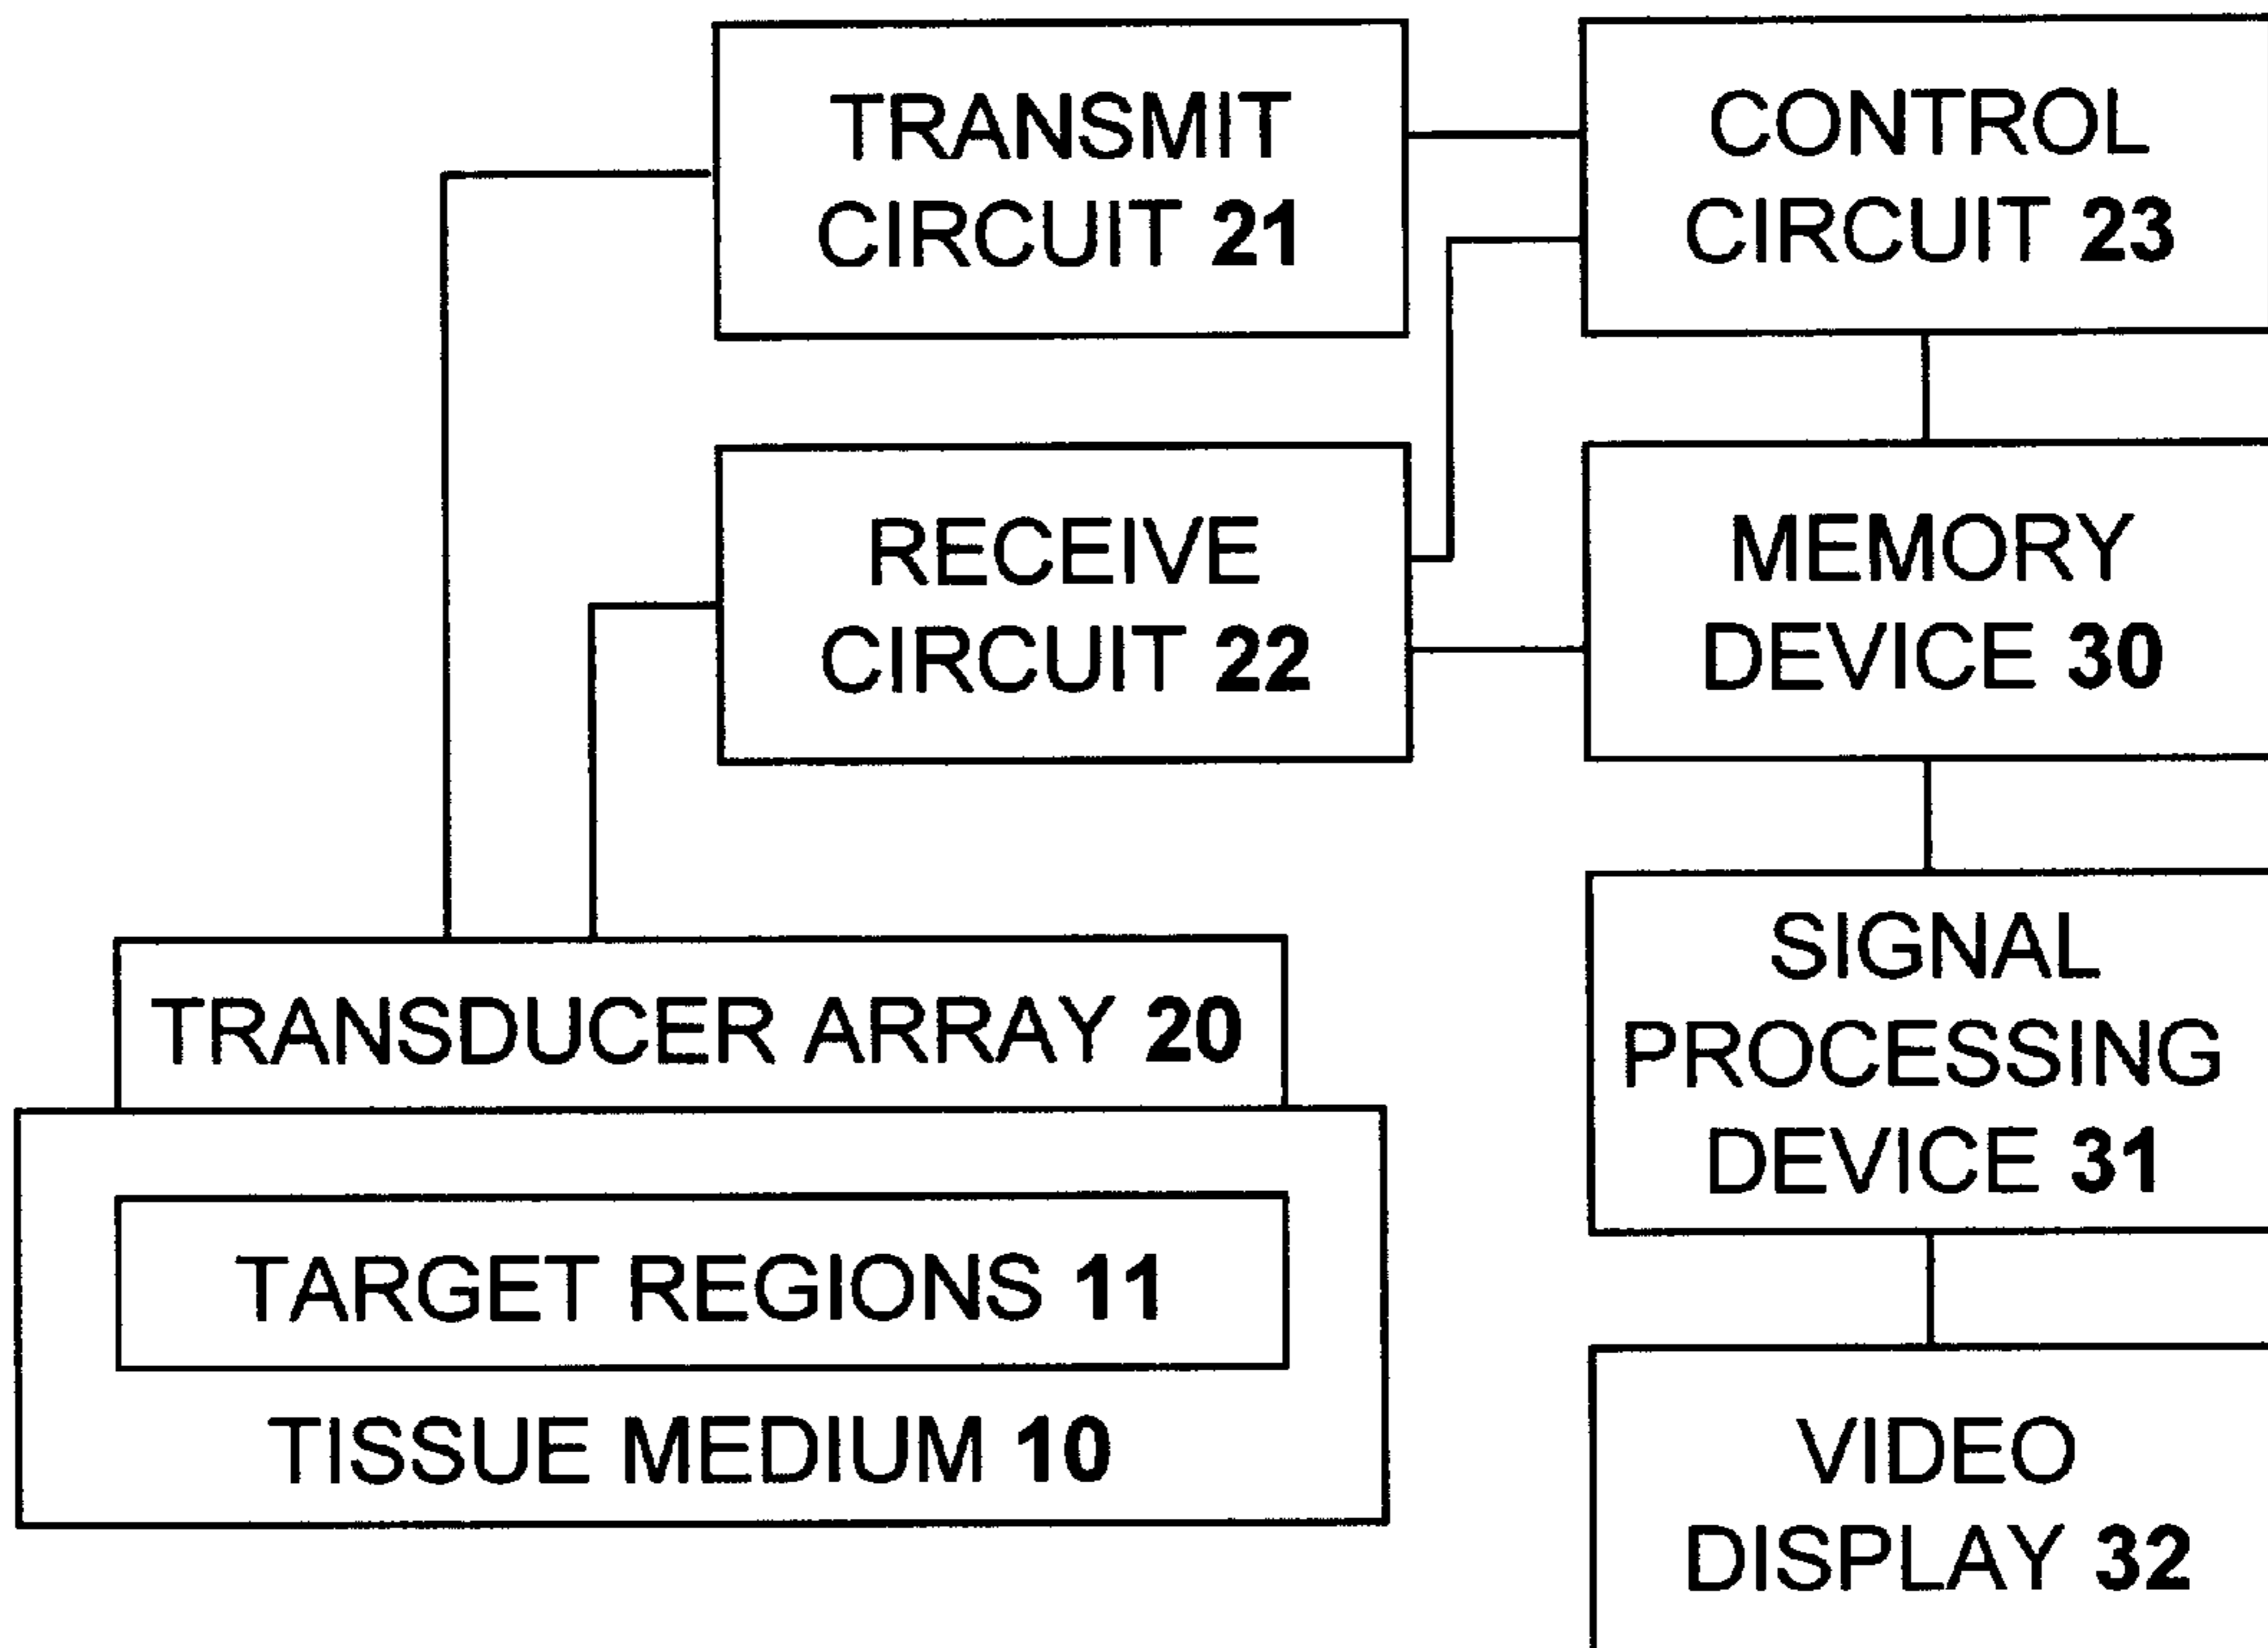 TRANSMIT
CIRCUIT 21
CONTROL
CIRCUIT 23
RECEIVE
CIRCUIT 22
MEMORY
DEVICE 30
TRANSDUCER ARRAY 20
SIGNAL
PROCESSING
DEVICE 31
TARGET REGIONS 11
TISSUE MEDIUM 10
VIDEO
DISPLAY 32